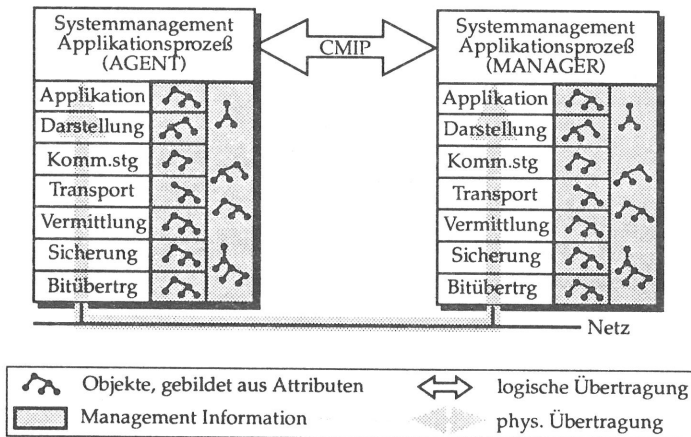 Systemmanagement
Applikationsprozeß
(AGENT)
CMIP
Systemmanagement
Applikationsprozeß
(MANAGER)
Applikation
Darstellung
Komm.stg
Transport
Vermittlung
Sicherung
Bitübertrg
Applikation
Darstellung
Komm.stg
Transport
Vermittlung
Sicherung
Bitübertrg
Netz
Objekte, gebildet aus Attributen
logische Übertragung
Management Information
phys. Übertragung